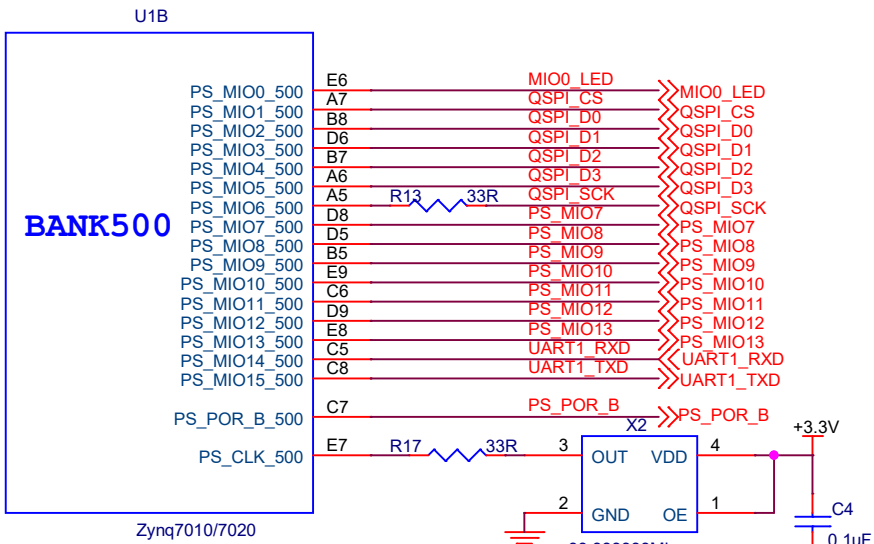 U1B
PS_MIO0_500 E6 MIO0_LED MIO0_LED
PS_MIO1_500 A7 QSPI_CS QSPI_CS
PS_MIO2_500 B8 QSPI_D0 QSPI_D0
PS_MIO3_500 D6 QSPI_D1 QSPI_D1
PS_MIO4_500 B7 QSPI_D2 QSPI_D2
PS_MIO5_500 A6 QSPI_D3 QSPI_D3
PS_MIO6_500 A5 R13 33R QSPI_SCK QSPI_SCK
BANK500
PS_MIO7_500 D8 PS_MIO7 PS_MIO7
PS_MIO8_500 D5 PS_MIO8 PS_MIO8
PS_MIO9_500 B5 PS_MIO9 PS_MIO9
PS_MIO10_500 E9 PS_MIO10 PS_MIO10
PS_MIO11_500 C6 PS_MIO11 PS_MIO11
PS_MIO12_500 D9 PS_MIO12 PS_MIO12
PS_MIO13_500 E8 PS_MIO13 PS_MIO13
PS_MIO14_500 C5 UART1_RXD UART1_RXD
PS_MIO15_500 C8 UART1_TXD UART1_TXD
PS_POR_B_500 C7 PS_POR_B PS_POR_B
X2 +3.3V
PS_CLK_500 E7 R17 33R 3 OUT VDD 4
2 GND OE 1
C4
Zynq7010/7020
0.1uF